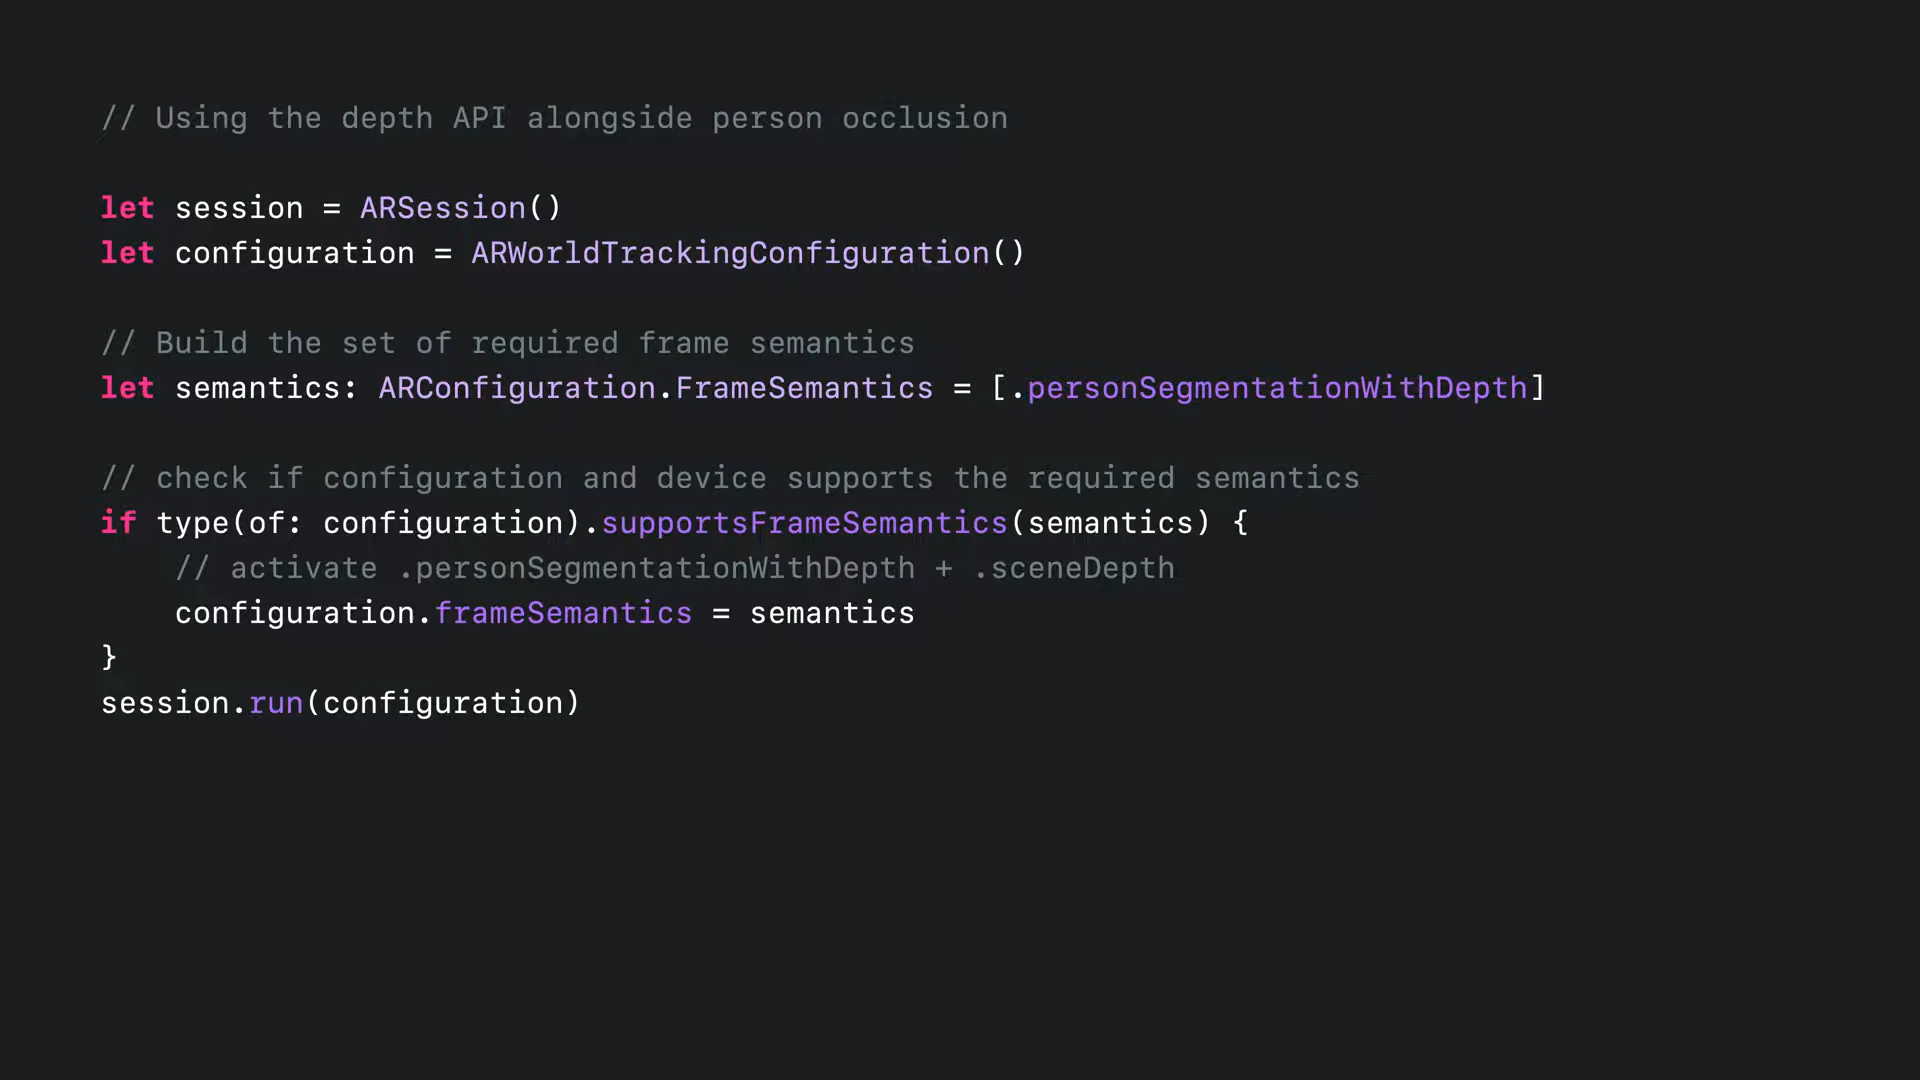 // Using the depth API alongside person occlusion
let session = ARSession()
let configuration = ARWorldTrackingConfiguration()
// Build the set of required frame semantics
let semantics: ARConfiguration.FrameSemantics = [.personSegmentationWithDepth]
// check if configuration and device supports the required semantics
if type(of: configuration).supportsFrameSemantics(semantics) {
    // activate .personSegmentationWithDepth + .sceneDepth
    configuration.frameSemantics = semantics
}
session.run(configuration)